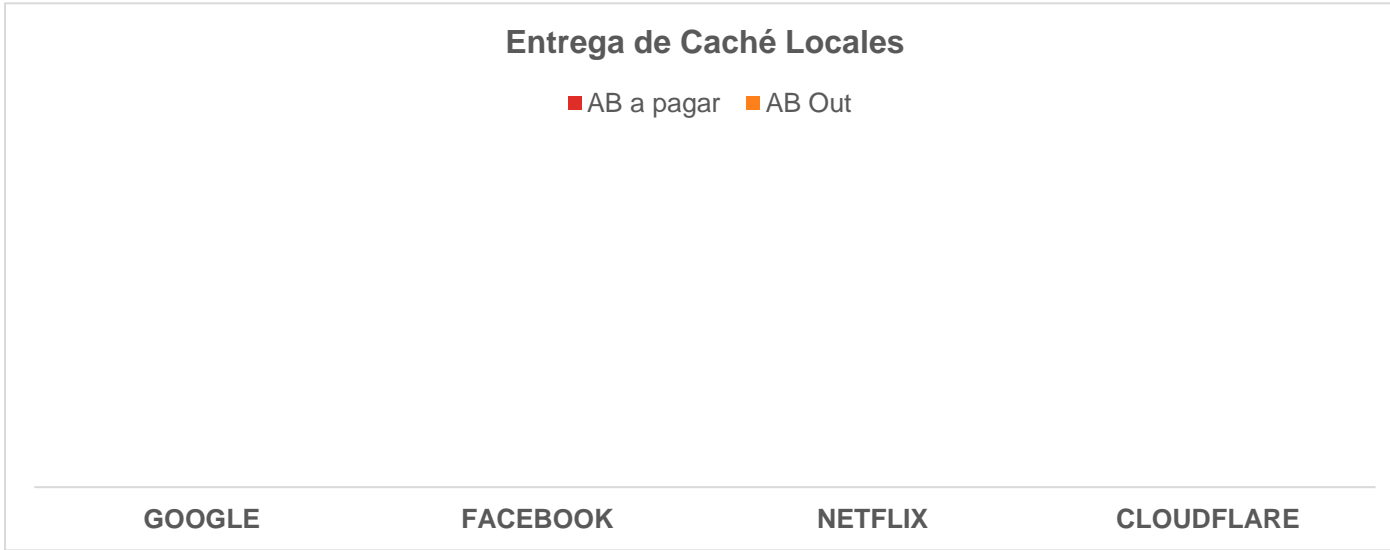 Entrega de Caché Locales
AB a pagar AB Out
GOOGLE FACEBOOK NETFLIX CLOUDFLARE